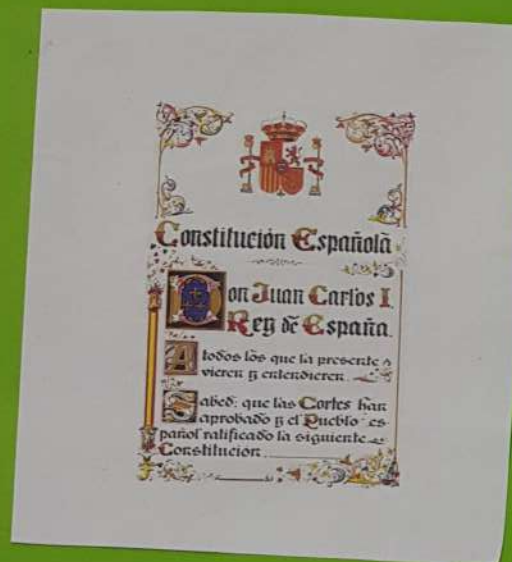 Constitución Española
Don Juan Carlos I
Rey de España.
A todos los que la presente
vieren y entendieren.
Sabed: que las Cortes han
aprobado y el Pueblo es-
pañol ratificado la siguiente
Constitución